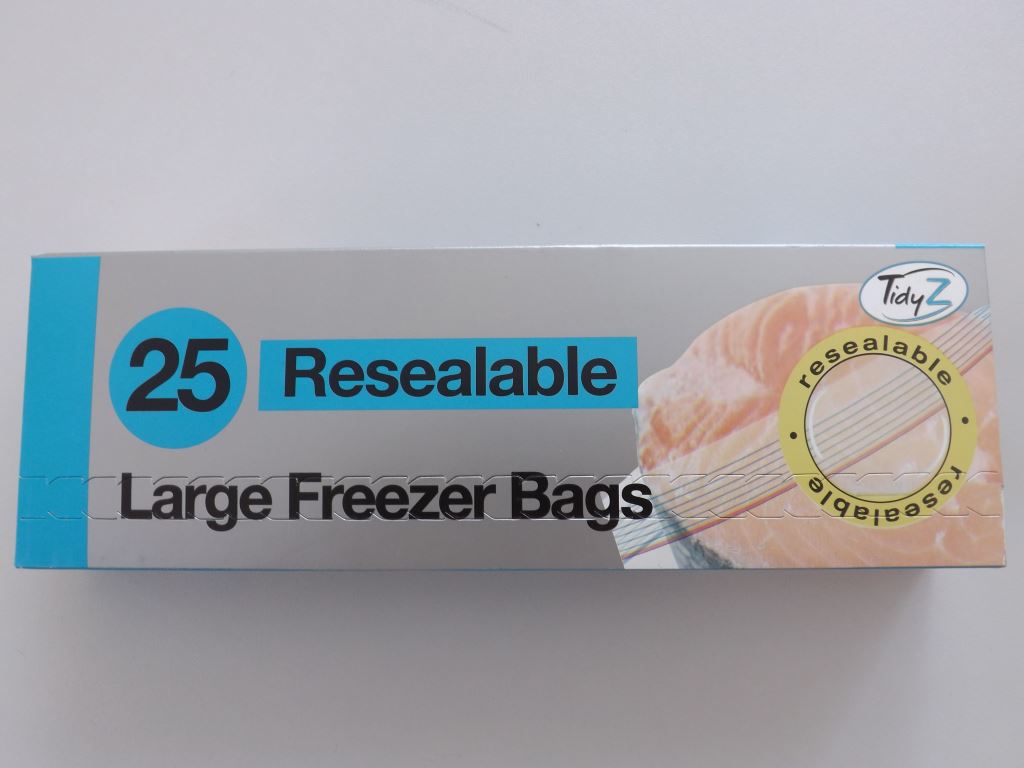 25 Resealable
Large Freezer Bags
TidyZ
resealable • resealable •